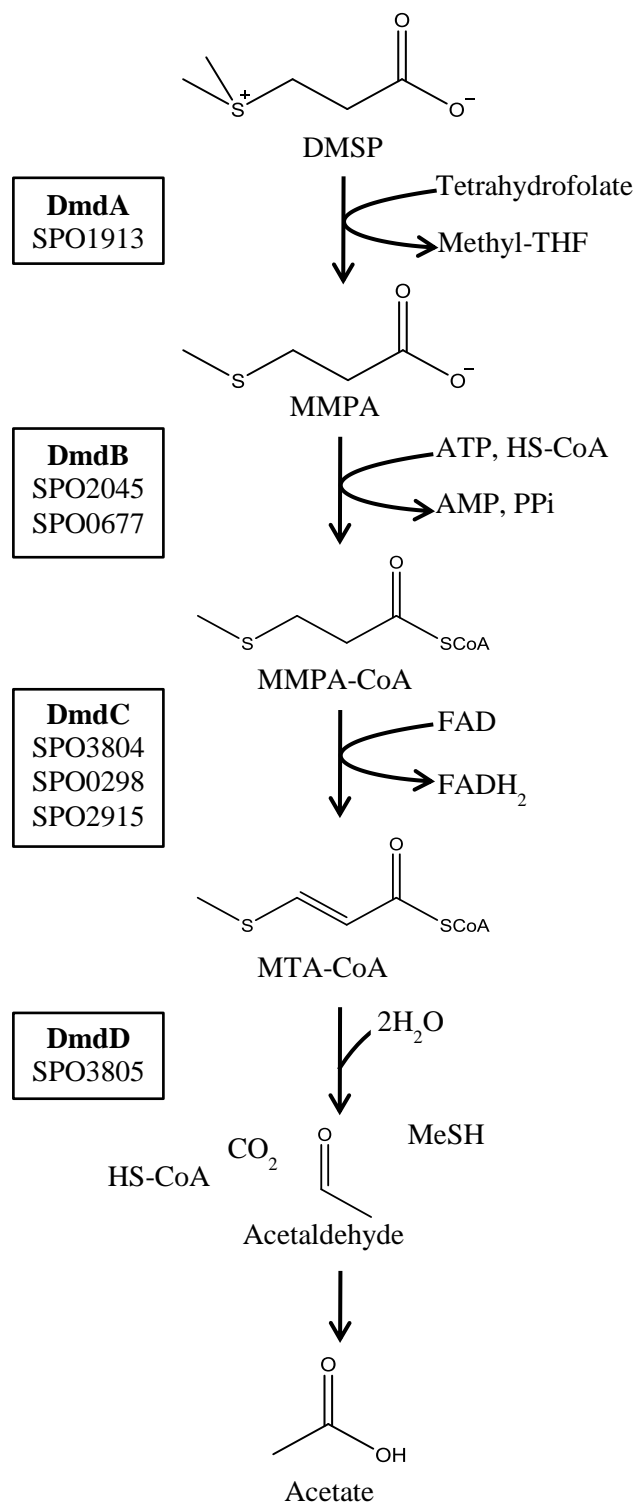 O
S+
O−
DMSP
DmdA
SPO1913
Tetrahydrofolate
Methyl-THF
O
S
O−
MMPA
DmdB
SPO2045
SPO0677
ATP, HS-CoA
AMP, PPi
O
S
SCoA
MMPA-CoA
DmdC
SPO3804
SPO0298
SPO2915
FAD
FADH2
O
S
SCoA
MTA-CoA
DmdD
SPO3805
2H2O
HS-CoA
CO2
O
MeSH
Acetaldehyde
O
OH
Acetate